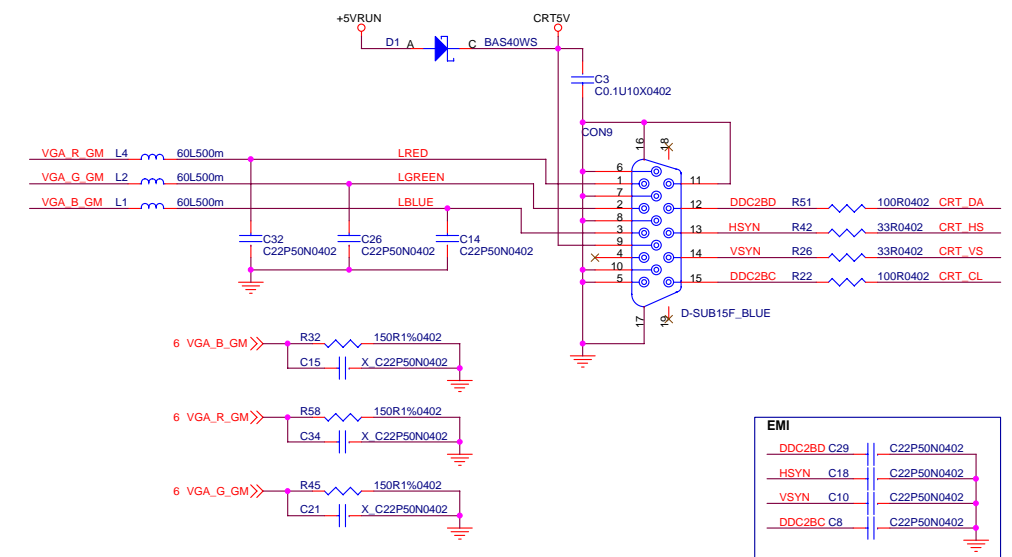 +5VRUN CRT5V
D1 A C BAS40WS
C3
C0.1U10X0402
CON9
16 18
VGA_R_GM L4 60L500m LRED
VGA_G_GM L2 60L500m LGREEN
VGA_B_GM L1 60L500m LBLUE
6
1 11
7
2 12 DDC2BD R51 100R0402 CRT_DA
8
3 13 HSYN R42 33R0402 CRT_HS
9
4 14 VSYN R26 33R0402 CRT_VS
10
5 15 DDC2BC R22 100R0402 CRT_CL
C32 C26 C14
C22P50N0402 C22P50N0402 C22P50N0402
17 19
D-SUB15F_BLUE
6 VGA_B_GM R32 150R1%0402
C15 X_C22P50N0402
6 VGA_R_GM R58 150R1%0402
C34 X_C22P50N0402
6 VGA_G_GM R45 150R1%0402
C21 X_C22P50N0402
EMI
DDC2BD C29 C22P50N0402
HSYN C18 C22P50N0402
VSYN C10 C22P50N0402
DDC2BC C8 C22P50N0402